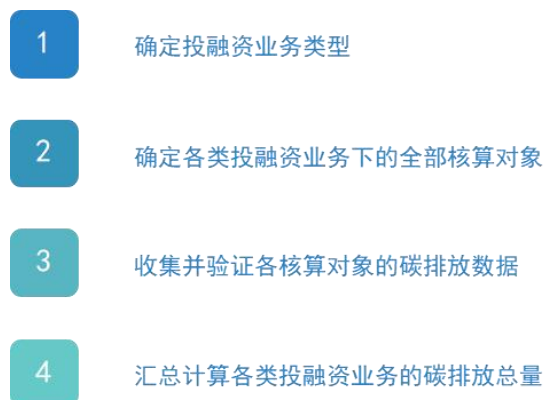 1 确定投融资业务类型
2 确定各类投融资业务下的全部核算对象
3 收集并验证各核算对象的碳排放数据
4 汇总计算各类投融资业务的碳排放总量